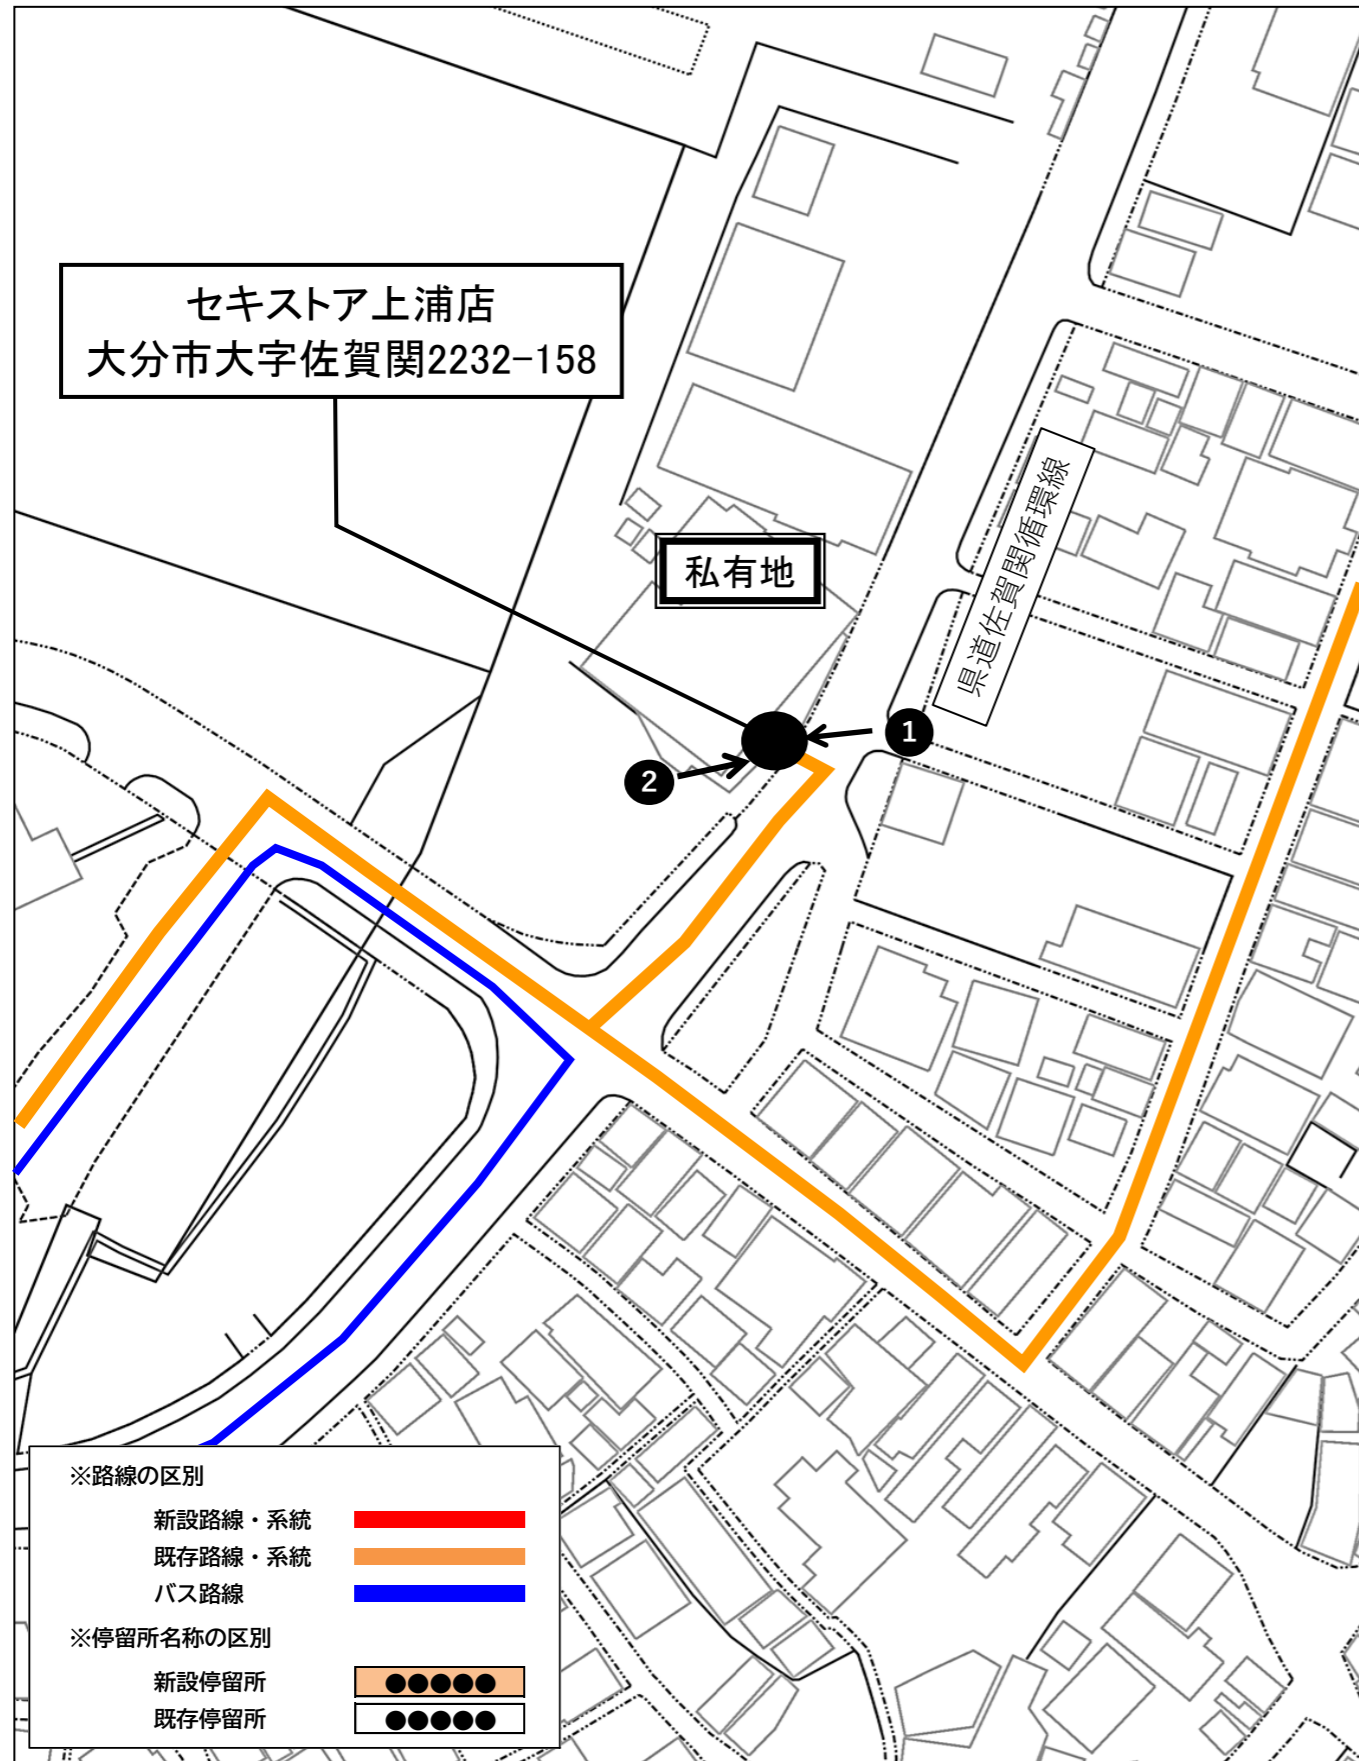 セキストア上浦店
大分市大字佐賀関2232-158
私有地
県道佐賀関循環線
1
2
※路線の区別
新設路線・系統
既存路線・系統
バス路線
※停留所名称の区別
新設停留所
●●●●●
既存停留所
●●●●●